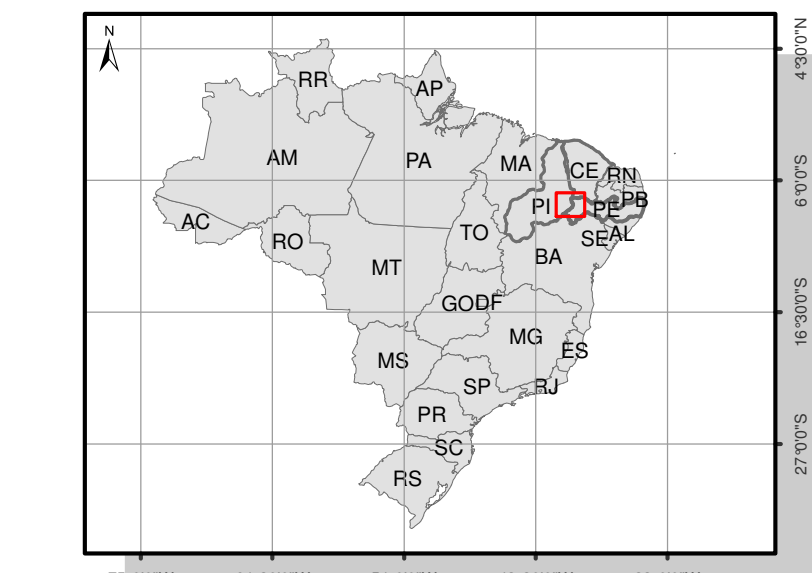 N
4°30'0"N
RR
AP
AM
PA
MA
CE
RN
6°0'0"S
PI
PE
PB
AC
TO
SE
AL
RO
BA
MT
GO
DF
16°30'0"S
MG
ES
MS
SP
RJ
PR
SC
27°0'0"S
RS